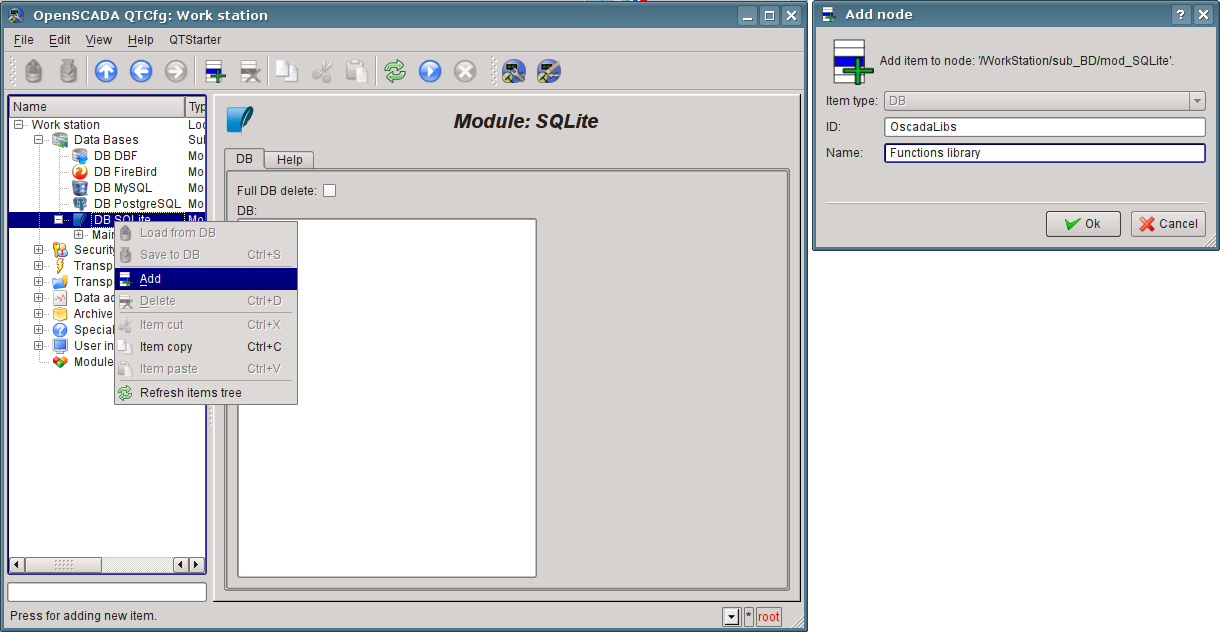 OpenSCADA QTCfg: Work station
File Edit View Help QTStarter
Name Typ
Work station Loc
Data Bases Sul
DB DBF Mo
DB FireBird Mo
DB MySQL Mo
DB PostgreSQL Mo
DB SQLite Mo
Mair
Security
Transp
Transp
Data ac
Archive
Special
User in
Module
Load from DB
Save to DB Ctrl+S
Add
Delete Ctrl+D
Item cut Ctrl+X
Item copy Ctrl+C
Item paste Ctrl+V
Refresh items tree
Module: SQLite
DB Help
Full DB delete:
DB:
Press for adding new item.
* root
Add node
?
Add item to node: '/WorkStation/sub_BD/mod_SQLite'.
Item type: DB
ID: OscadaLibs
Name: Functions library
Ok Cancel